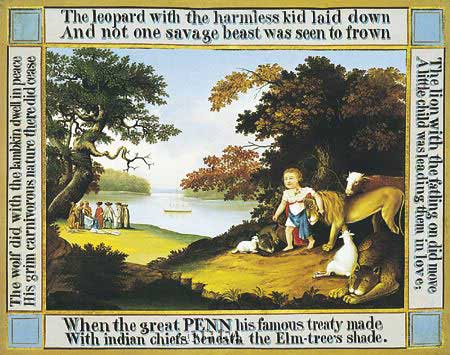 The wolf did with the lambkin dwell in peace
His grim carnivorous nature there did cease
The leopard with the harmless kid laid down
And not one savage beast was seen to frown
The lion with the fatling on did move
A little child was leading them in love;
When the great PENN his famous treaty made
With indian chiefs beneath the Elm-tree's shade.